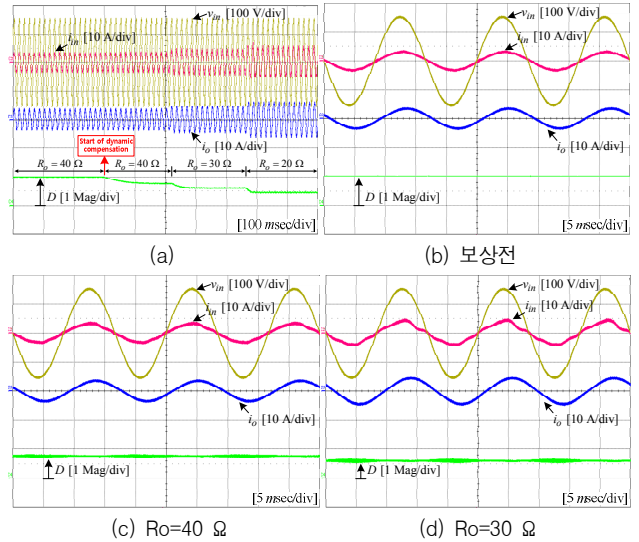 v_in [100 V/div]
i_in [10 A/div]
i_o [10 A/div]
Start of dynamic
compensation
R_o = 40 Ω R_o = 40 Ω R_o = 30 Ω R_o = 20 Ω
D [1 Mag/div]
[100 msec/div]
(a)
v_in [100 V/div]
i_in [10 A/div]
i_o [10 A/div]
D [1 Mag/div]
[5 msec/div]
(b) 보상전
v_in [100 V/div]
i_in [10 A/div]
i_o [10 A/div]
D [1 Mag/div]
[5 msec/div]
(c) Ro=40 Ω
v_in [100 V/div]
i_in [10 A/div]
i_o [10 A/div]
D [1 Mag/div]
[5 msec/div]
(d) Ro=30 Ω